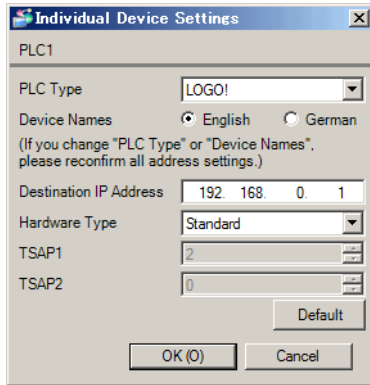 Individual Device Settings
PLC1
PLC Type LOGO!
Device Names English German
(If you change "PLC Type" or "Device Names",
please reconfirm all address settings.)
Destination IP Address 192. 168. 0. 1
Hardware Type Standard
TSAP1 2
TSAP2 0
Default
OK (O) Cancel